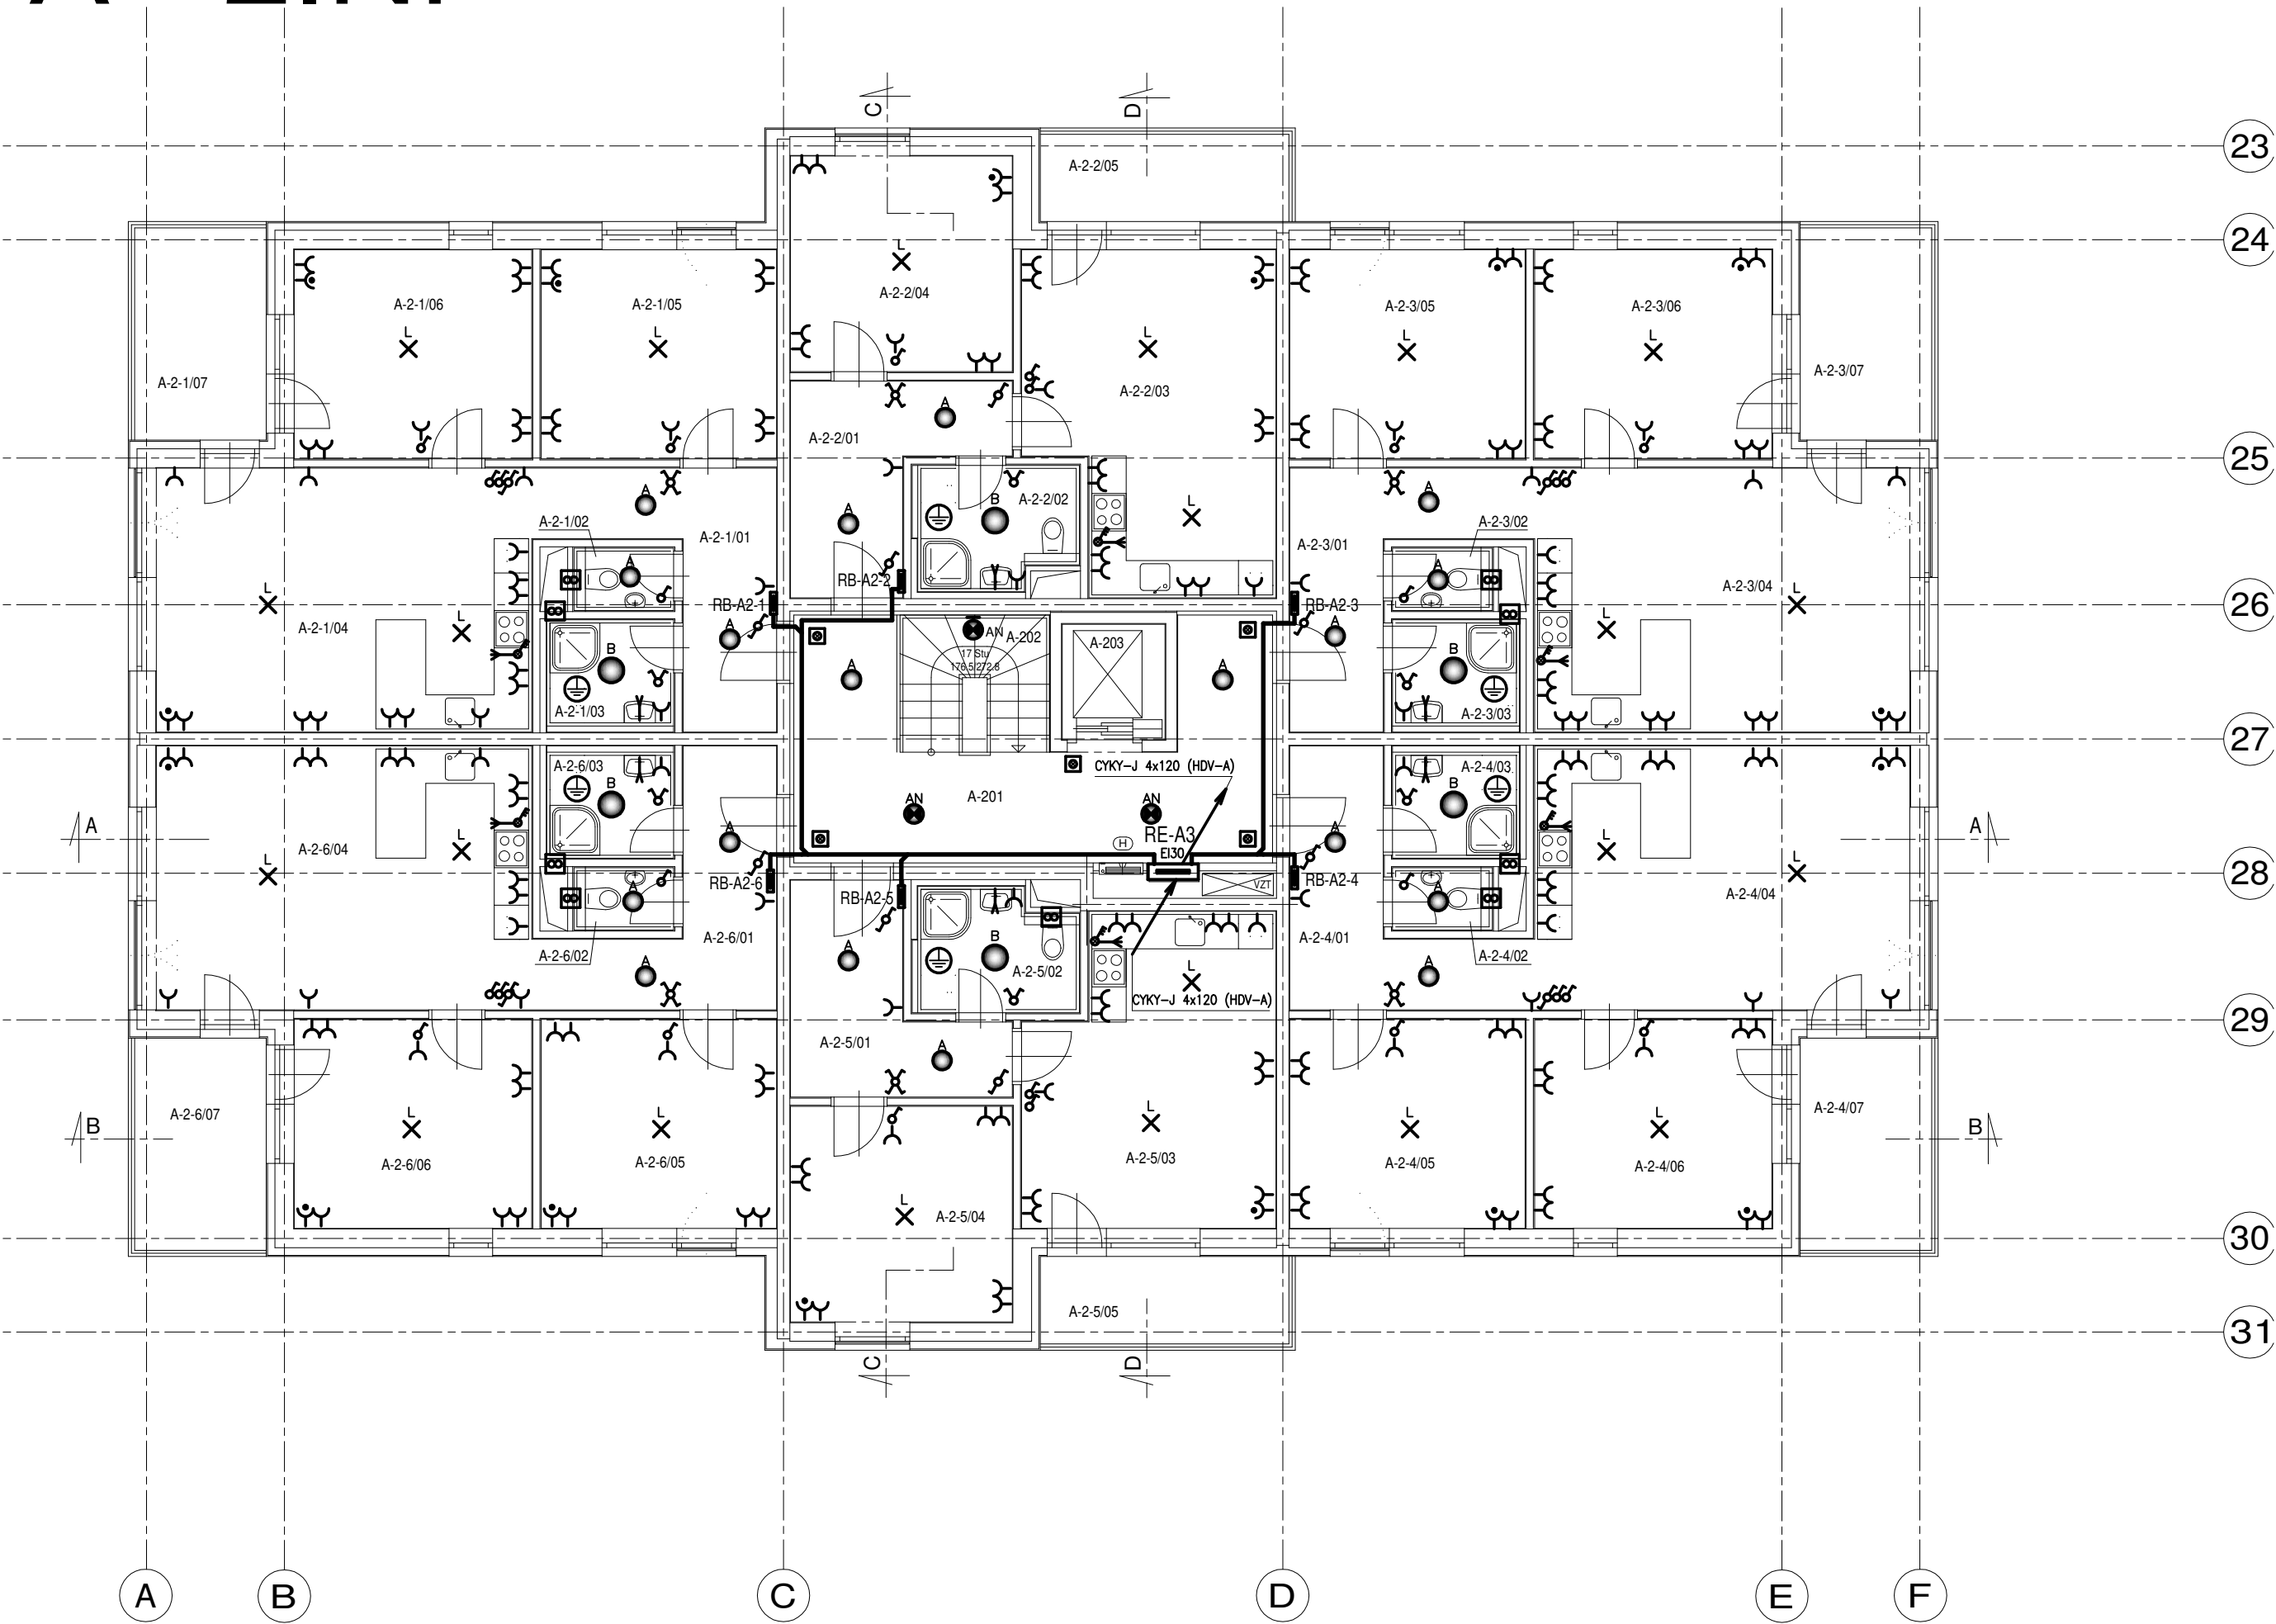 C
D
23
A-2-2/05
24
L
A-2-2/04
A-2-1/06
A-2-1/05
A-2-3/05
A-2-3/06
L
L
L
L
L
A-2-1/07
A-2-3/07
A-2-2/03
A
A-2-2/01
25
A
A
A
B
A-2-2/02
L
A-2-1/02
A-2-3/02
A-2-1/01
A-2-3/01
A
A
RB-A2-2
L
A-2-3/04
L
RB-A2-1
RB-A2-3
26
A-2-1/04
L
A
AN
A-202
A-203
A
L
17 Stu
176.5/272.8
B
A
A
B
A-2-1/03
A-2-3/03
27
A-2-6/03
CYKY-J 4x120 (HDV-A)
A-2-4/03
B
A-201
B
AN
AN
A
A
A
RE-A3
A
H
EI30
A-2-6/04
L
L
L
L
RB-A2-6
RB-A2-5
VZT
RB-A2-4
28
A
A
A-2-4/04
A-2-6/01
B
A-2-4/01
A-2-6/02
A
A-2-5/02
L
A-2-4/02
A
A
CYKY-J 4x120 (HDV-A)
29
A-2-5/01
A
A-2-6/07
L
L
L
L
L
A-2-4/07
B
B
A-2-6/06
A-2-6/05
A-2-5/03
A-2-4/05
A-2-4/06
L
A-2-5/04
30
A-2-5/05
31
C
D
A
B
C
D
E
F